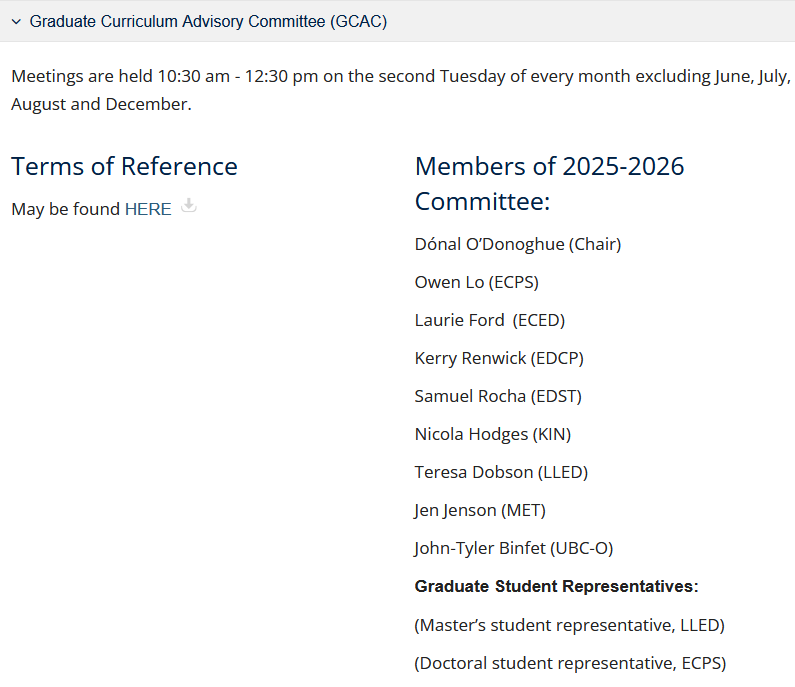 Graduate Curriculum Advisory Committee (GCAC)
Meetings are held 10:30 am - 12:30 pm on the second Tuesday of every month excluding June, July,
August and December.
Terms of Reference
May be found HERE
Members of 2025-2026
Committee:
Dónal O’Donoghue (Chair)
Owen Lo (ECPS)
Laurie Ford  (ECED)
Kerry Renwick (EDCP)
Samuel Rocha (EDST)
Nicola Hodges (KIN)
Teresa Dobson (LLED)
Jen Jenson (MET)
John-Tyler Binfet (UBC-O)
Graduate Student Representatives:
(Master’s student representative, LLED)
(Doctoral student representative, ECPS)